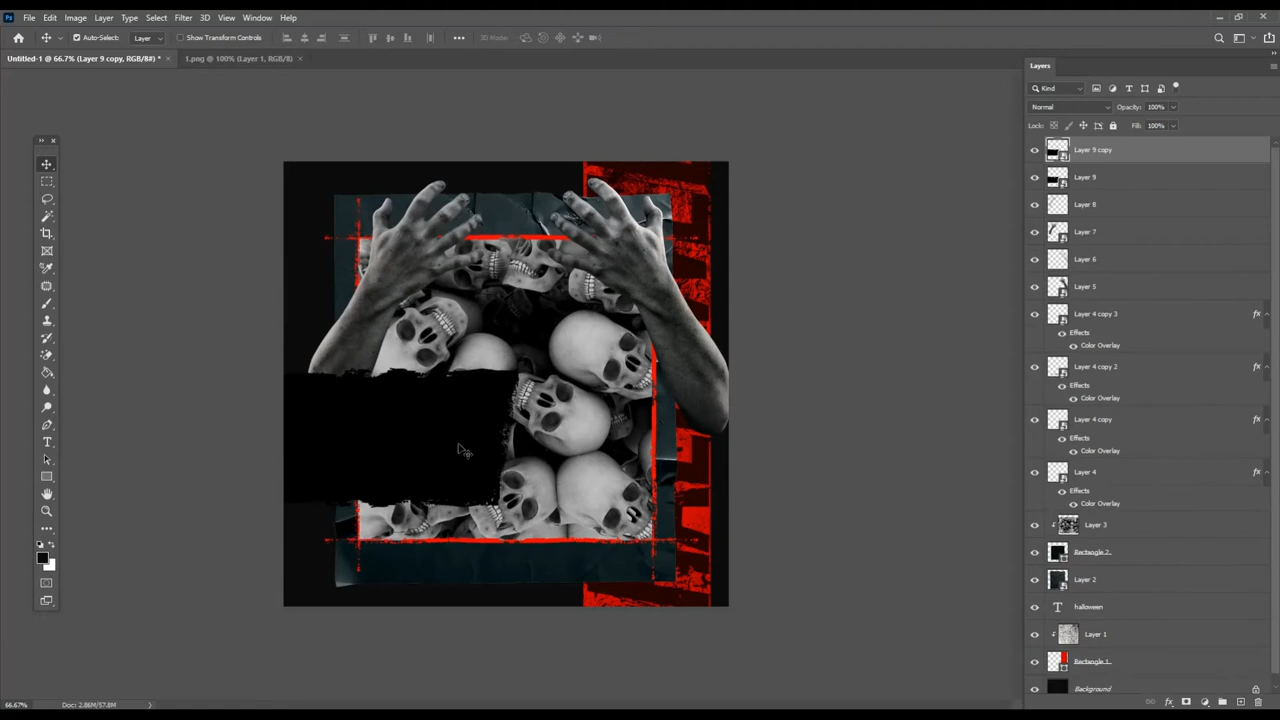 File Edit Image Layer Type Select Filter 3D View Window Help
Auto-Select: Layer Show Transform Controls 3D Mode:
Untitled-1 @ 66.7% (Layer 9 copy, RGB/8#) * × 1.png @ 100% (Layer 1, RGB/8) ×
Layers
Kind
Normal Opacity: 100%
Lock: Fill: 100%
Layer 9 copy
Layer 9
Layer 8
Layer 7
Layer 6
Layer 5
Layer 4 copy 3 fx
Effects
Color Overlay
Layer 4 copy 2 fx
Effects
Color Overlay
Layer 4 copy fx
Effects
Color Overlay
Layer 4 fx
Effects
Color Overlay
Layer 3
Rectangle 2
Layer 2
T halloween
Layer 1
Rectangle 1
Background
66.67% Doc: 2.86M/57.8M